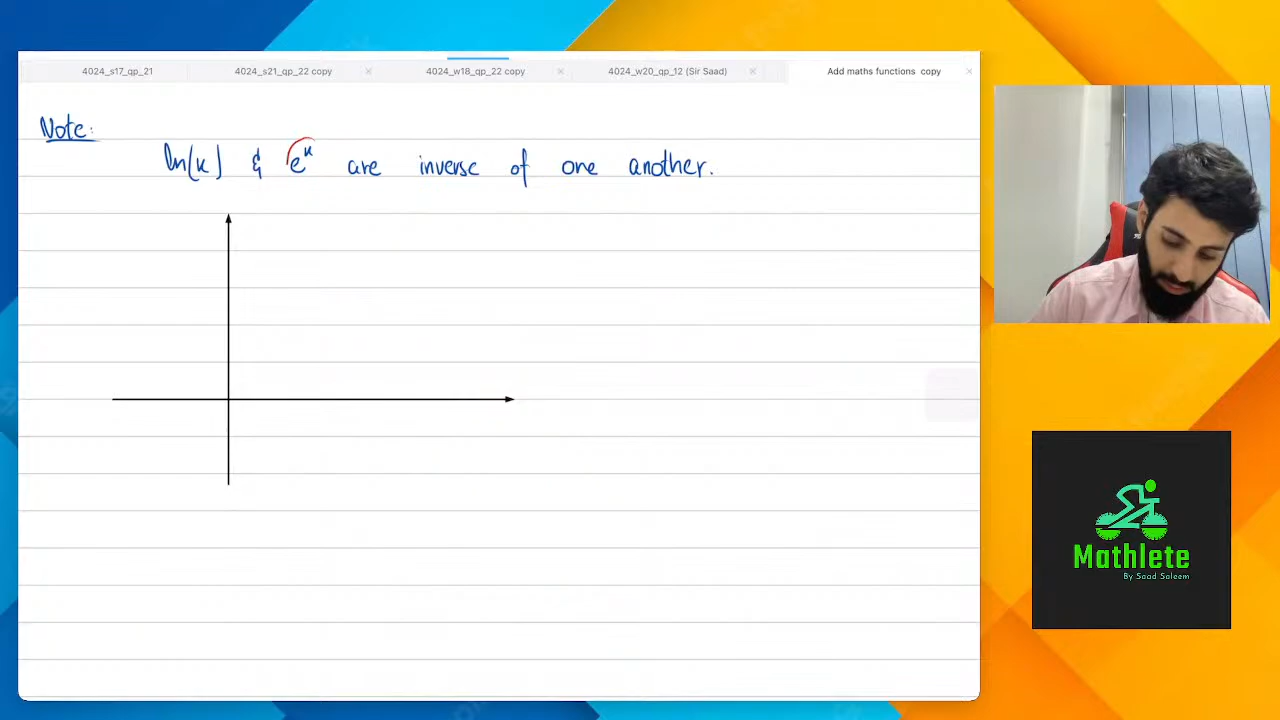 4024_s17_qp_21 4024_s21_qp_22 copy 4024_w18_qp_22 copy 4024_w20_qp_12 (Sir Saad) Add maths functions copy
Note:
ln(x) & eˣ are inverse of one another.
Mathlete
By Saad Saleem